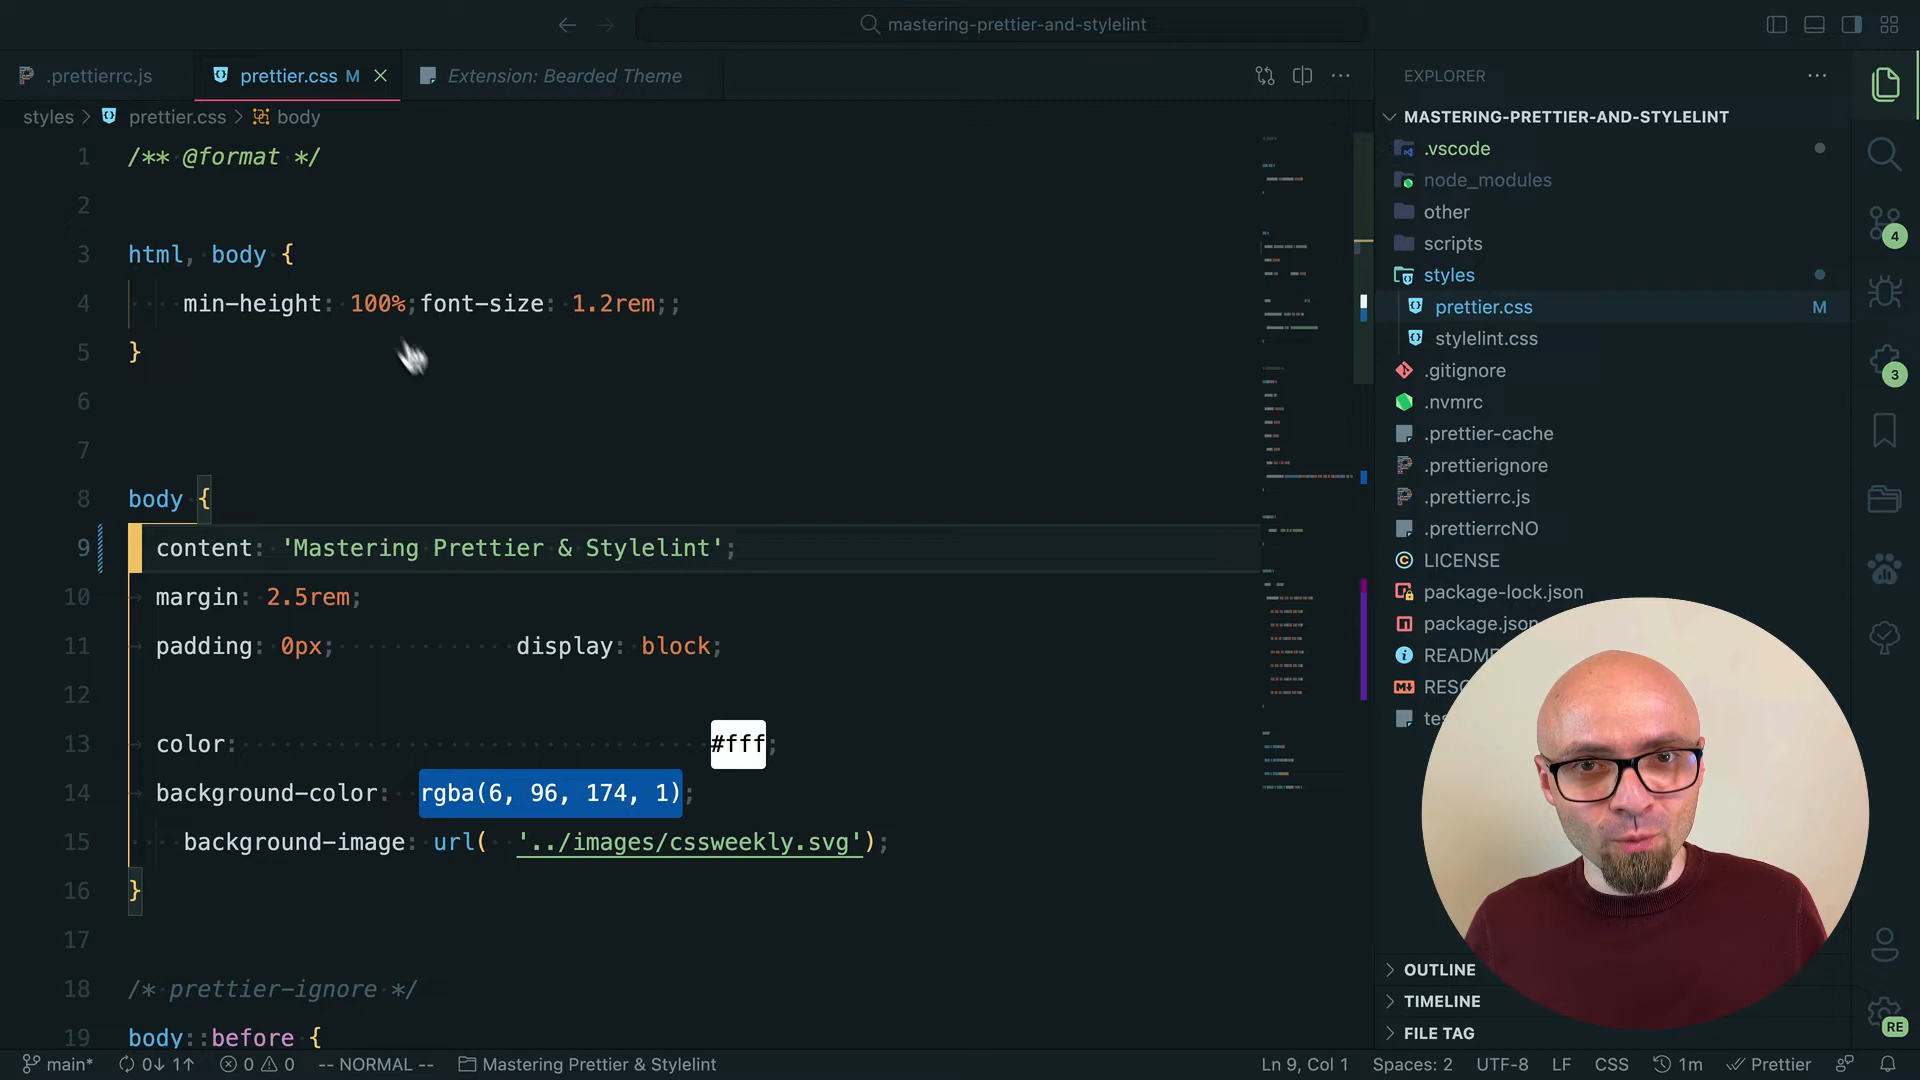 mastering-prettier-and-stylelint
.prettierrc.js
prettier.css M
Extension: Bearded Theme
styles > prettier.css > body
1 /** @format */
2
3 html, body {
4 min-height: 100%;font-size: 1.2rem;;
5 }
6
7
8 body {
9 content: 'Mastering Prettier & Stylelint';
10 margin: 2.5rem;
11 padding: 0px; display: block;
12
13 color: #fff;
14 background-color: rgba(6, 96, 174, 1);
15 background-image: url( '../images/cssweekly.svg');
16 }
17
18 /* prettier-ignore */
19 body::before {
EXPLORER
MASTERING-PRETTIER-AND-STYLELINT
.vscode
node_modules
other
scripts
styles
prettier.css M
stylelint.css
.gitignore
.nvmrc
.prettier-cache
.prettierignore
.prettierrc.js
.prettierrcNO
LICENSE
package-lock.json
package.json
README
OUTLINE
TIMELINE
FILE TAG
4
3
RE
main* 0↓ 1↑ 0 0 -- NORMAL -- Mastering Prettier & Stylelint
Ln 9, Col 1 Spaces: 2 UTF-8 LF CSS 1m Prettier